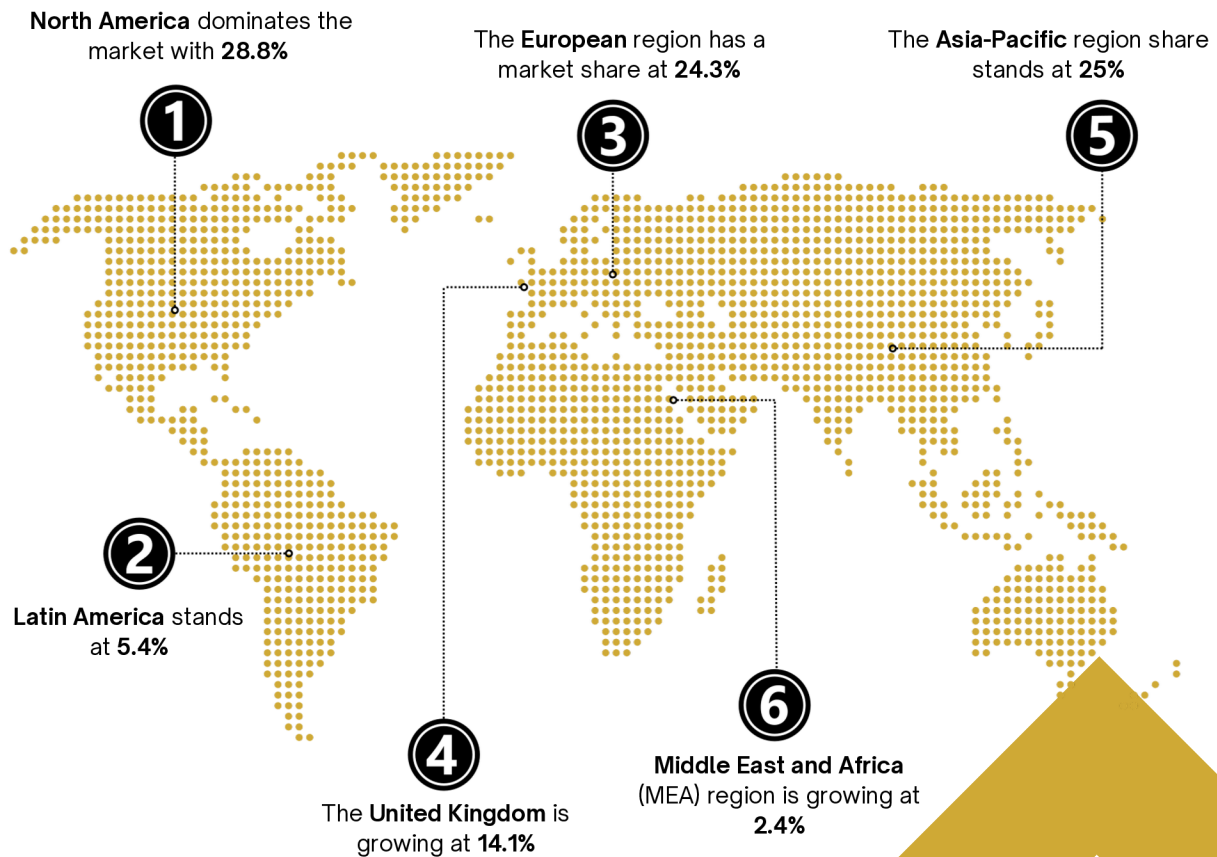 North America dominates the
market with 28.8%
1
The European region has a
market share at 24.3%
3
The Asia-Pacific region share
stands at 25%
5
2
Latin America stands
at 5.4%
4
The United Kingdom is
growing at 14.1%
6
Middle East and Africa
(MEA) region is growing at
2.4%